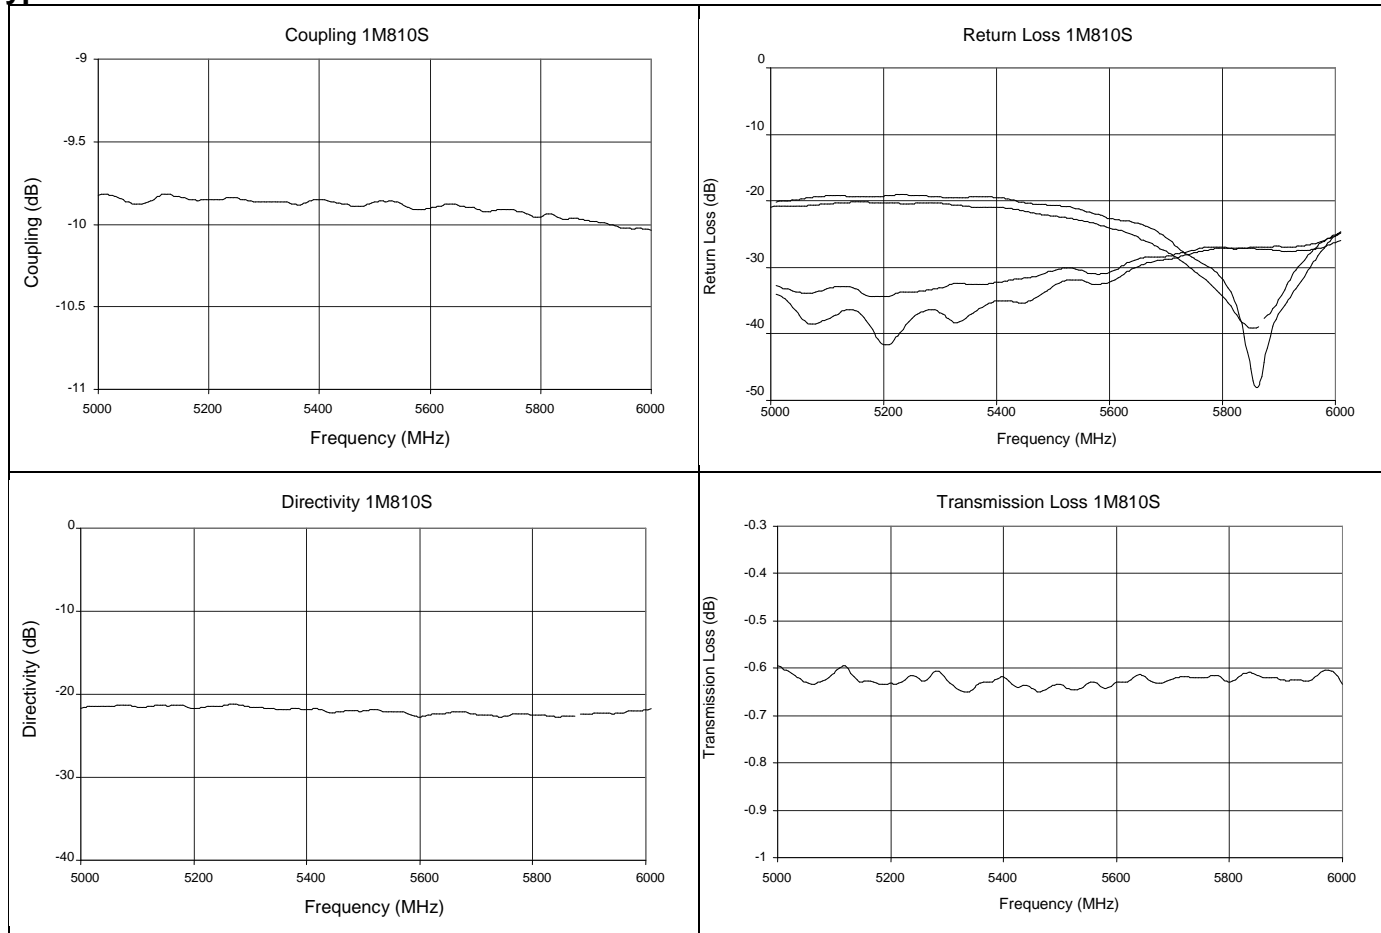 Coupling 1M810S
-9
-9.5
-10
-10.5
-11
Coupling (dB)
5000 5200 5400 5600 5800 6000
Frequency (MHz)
Return Loss 1M810S
0
-10
-20
-30
-40
-50
Return Loss (dB)
5000 5200 5400 5600 5800 6000
Frequency (MHz)
Directivity 1M810S
0
-10
-20
-30
-40
Directivity (dB)
5000 5200 5400 5600 5800 6000
Frequency (MHz)
Transmission Loss 1M810S
-0.3
-0.4
-0.5
-0.6
-0.7
-0.8
-0.9
-1
Transmission Loss (dB)
5000 5200 5400 5600 5800 6000
Frequency (MHz)